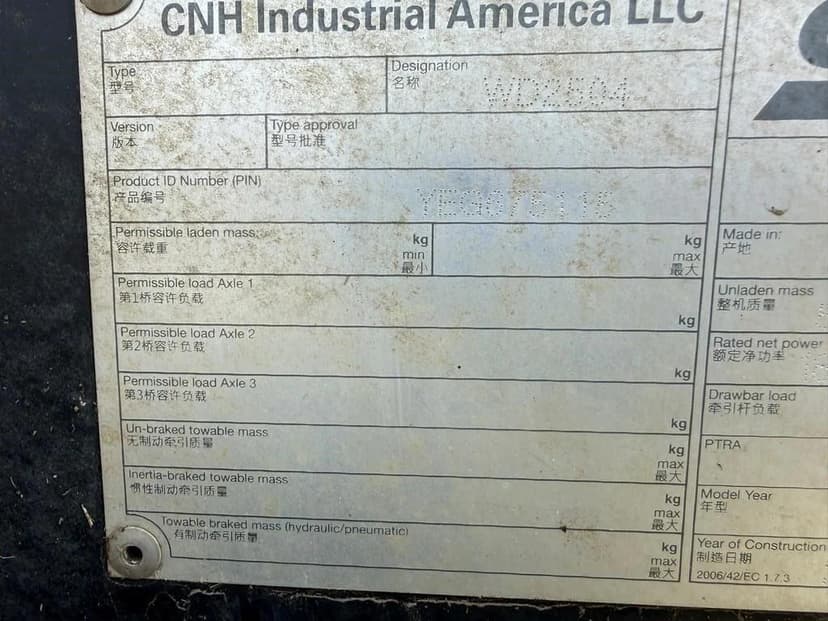 CNH Industrial America LLC
Type
型号
Designation
名称
WD2504
Version
版本
Type approval
型号批准
Product ID Number (PIN)
产品编号
YEG675116
Permissible laden mass:
容许载重
kg
min
最小
kg
max
最大
Made in:
产地
Permissible load Axle 1
第1桥容许负载
kg
Unladen mass
整机质量
Permissible load Axle 2
第2桥容许负载
kg
Rated net power
额定净功率
Permissible load Axle 3
第3桥容许负载
kg
Drawbar load
牵引杆负载
Un-braked towable mass
无制动牵引质量
kg
max
最大
PTRA
Inertia-braked towable mass
惯性制动牵引质量
kg
max
最大
Model Year
年型
Towable braked mass (hydraulic/pneumatic)
有制动牵引质量
kg
max
最大
Year of Construction
制造日期
2006/42/EC 1.7.3